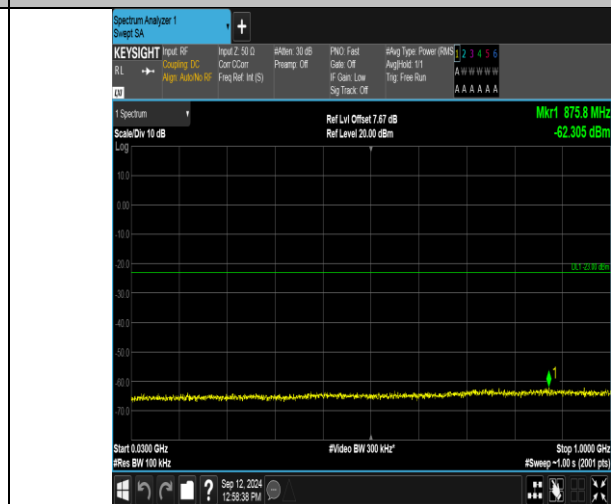 Spectrum Analyzer 1
Swept SA
+
KEYSIGHT Input: RF Input Z: 50 Ω #Atten: 30 dB PNO: Fast #Avg Type: Power (RMS 1 2 3 4 5 6
RL Coupling: DC Corr CCorr Preamp: Off Gate: Off Avg|Hold: 1/1 A W W W W W
Align: Auto/No RF Freq Ref: Int (S) IF Gain: Low Trig: Free Run
Sig Track: Off A A A A A A
LXI
1 Spectrum Ref Lvl Offset 7.67 dB Mkr1 875.8 MHz
Scale/Div 10 dB Ref Level 20.00 dBm -62.305 dBm
Log
10.0
0.00
-10.0
-20.0
DL1 -23.00 dBm
-30.0
-40.0
-50.0
1
-60.0
-70.0
Start 0.0300 GHz #Video BW 300 kHz* Stop 1.0000 GHz
#Res BW 100 kHz #Sweep ~1.00 s (2001 pts)
? Sep 12, 2024
12:58:38 PM